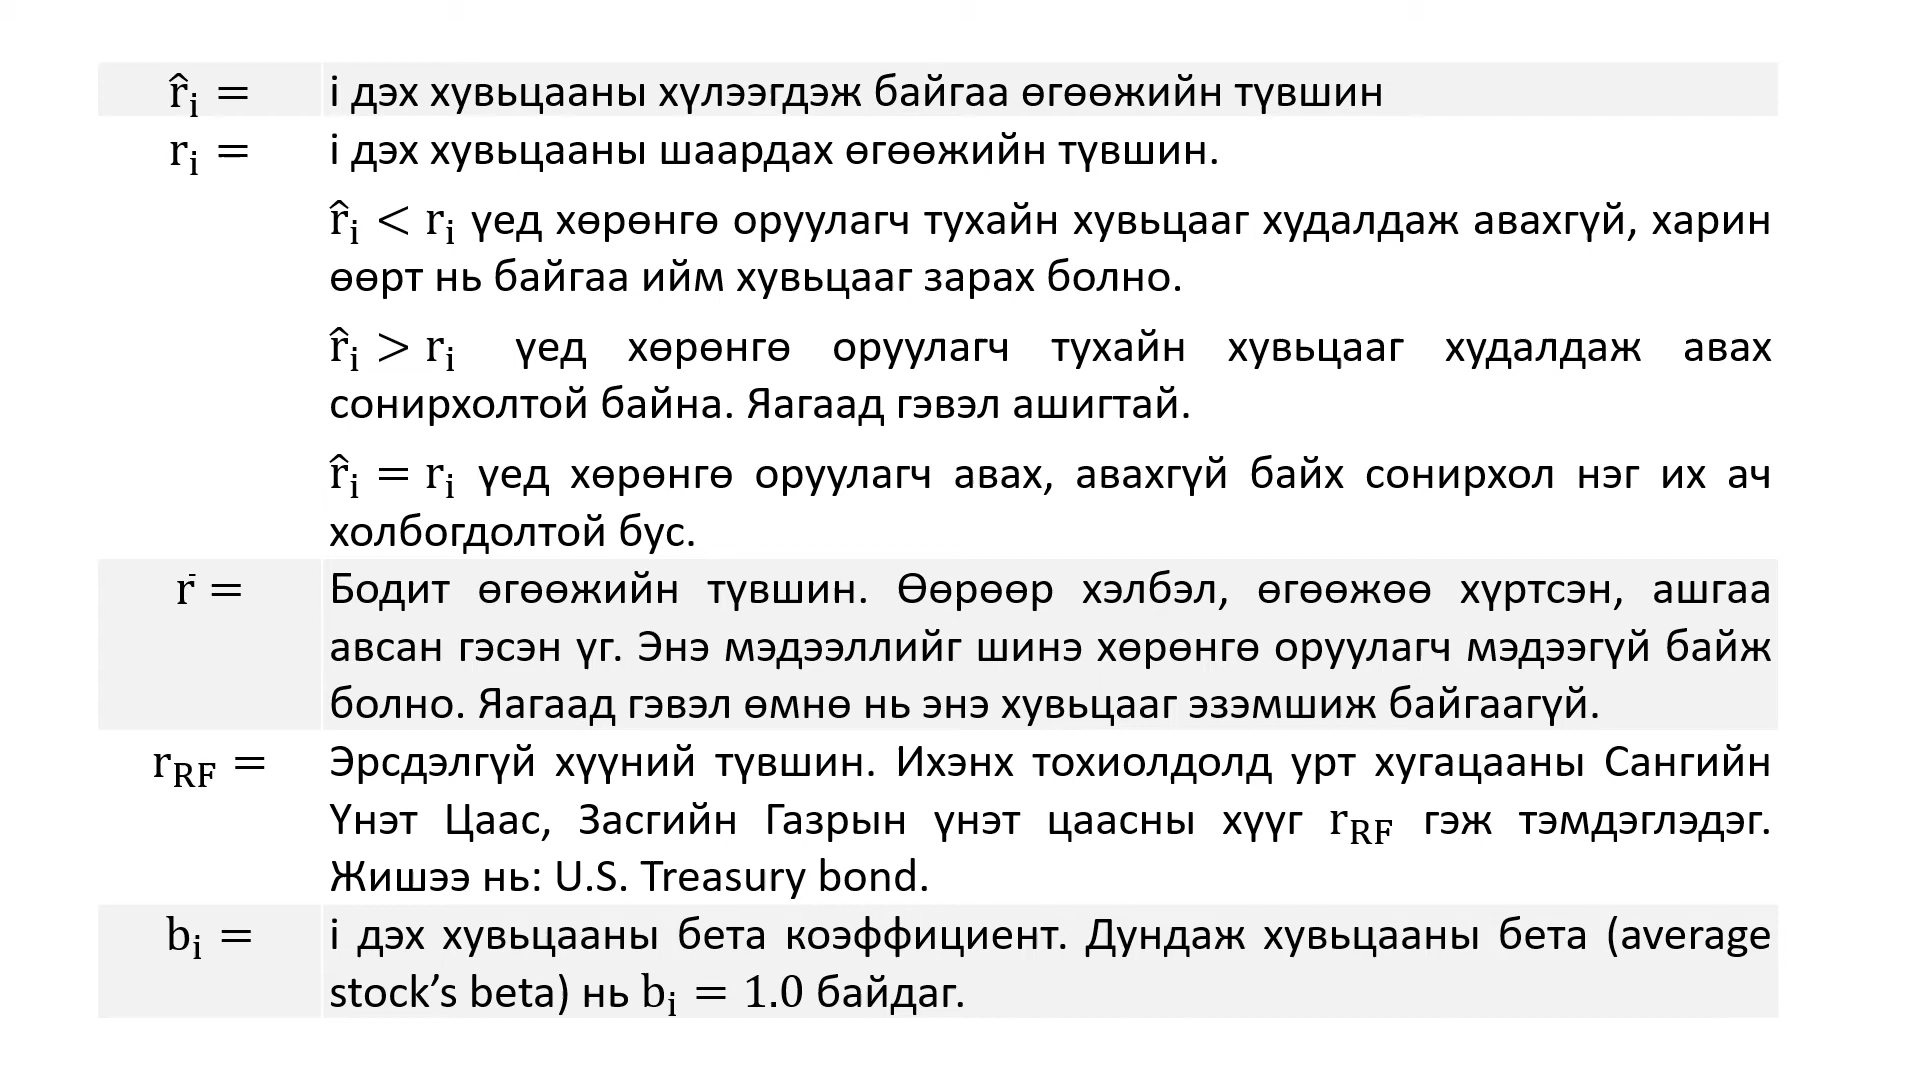 r̂ᵢ = i дэх хувьцааны хүлээгдэж байгаа өгөөжийн түвшин
rᵢ = i дэх хувьцааны шаардах өгөөжийн түвшин.
r̂ᵢ < rᵢ үед хөрөнгө оруулагч тухайн хувьцааг худалдаж авахгүй, харин
өөрт нь байгаа ийм хувьцааг зарах болно.
r̂ᵢ > rᵢ үед хөрөнгө оруулагч тухайн хувьцааг худалдаж авах
сонирхолтой байна. Яагаад гэвэл ашигтай.
r̂ᵢ = rᵢ үед хөрөнгө оруулагч авах, авахгүй байх сонирхол нэг их ач
холбогдолтой бус.
r̄ = Бодит өгөөжийн түвшин. Өөрөөр хэлбэл, өгөөжөө хүртсэн, ашгаа
авсан гэсэн үг. Энэ мэдээллийг шинэ хөрөнгө оруулагч мэдээгүй байж
болно. Яагаад гэвэл өмнө нь энэ хувьцааг эзэмшиж байгаагүй.
r_RF = Эрсдэлгүй хүүний түвшин. Ихэнх тохиолдолд урт хугацааны Сангийн
Үнэт Цаас, Засгийн Газрын үнэт цаасны хүүг r_RF гэж тэмдэглэдэг.
Жишээ нь: U.S. Treasury bond.
bᵢ = i дэх хувьцааны бета коэффициент. Дундаж хувьцааны бета (average
stock’s beta) нь bᵢ = 1.0 байдаг.